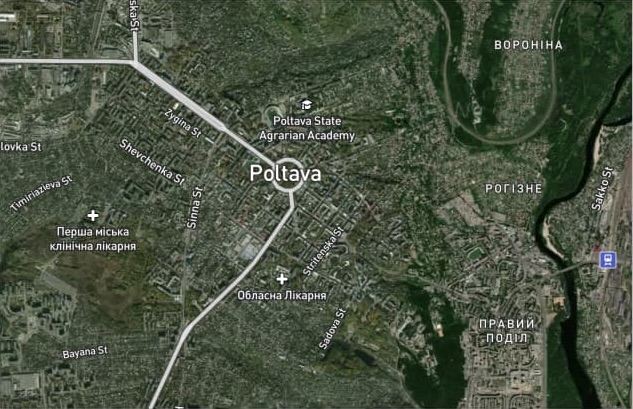 ska St
ВОРОНІНА
Zygina St
Poltava State
Agrarian Academy
lovka St
Shevchenka St
Poltava
Timiriazieva St
Sinna St
РОГІЗНЕ
Sakko St
Перша міська
клінічна лікарня
Stritenska St
Обласна Лікарня
Sadova St
ПРАВИЙ
ПОДІЛ
Bayana St